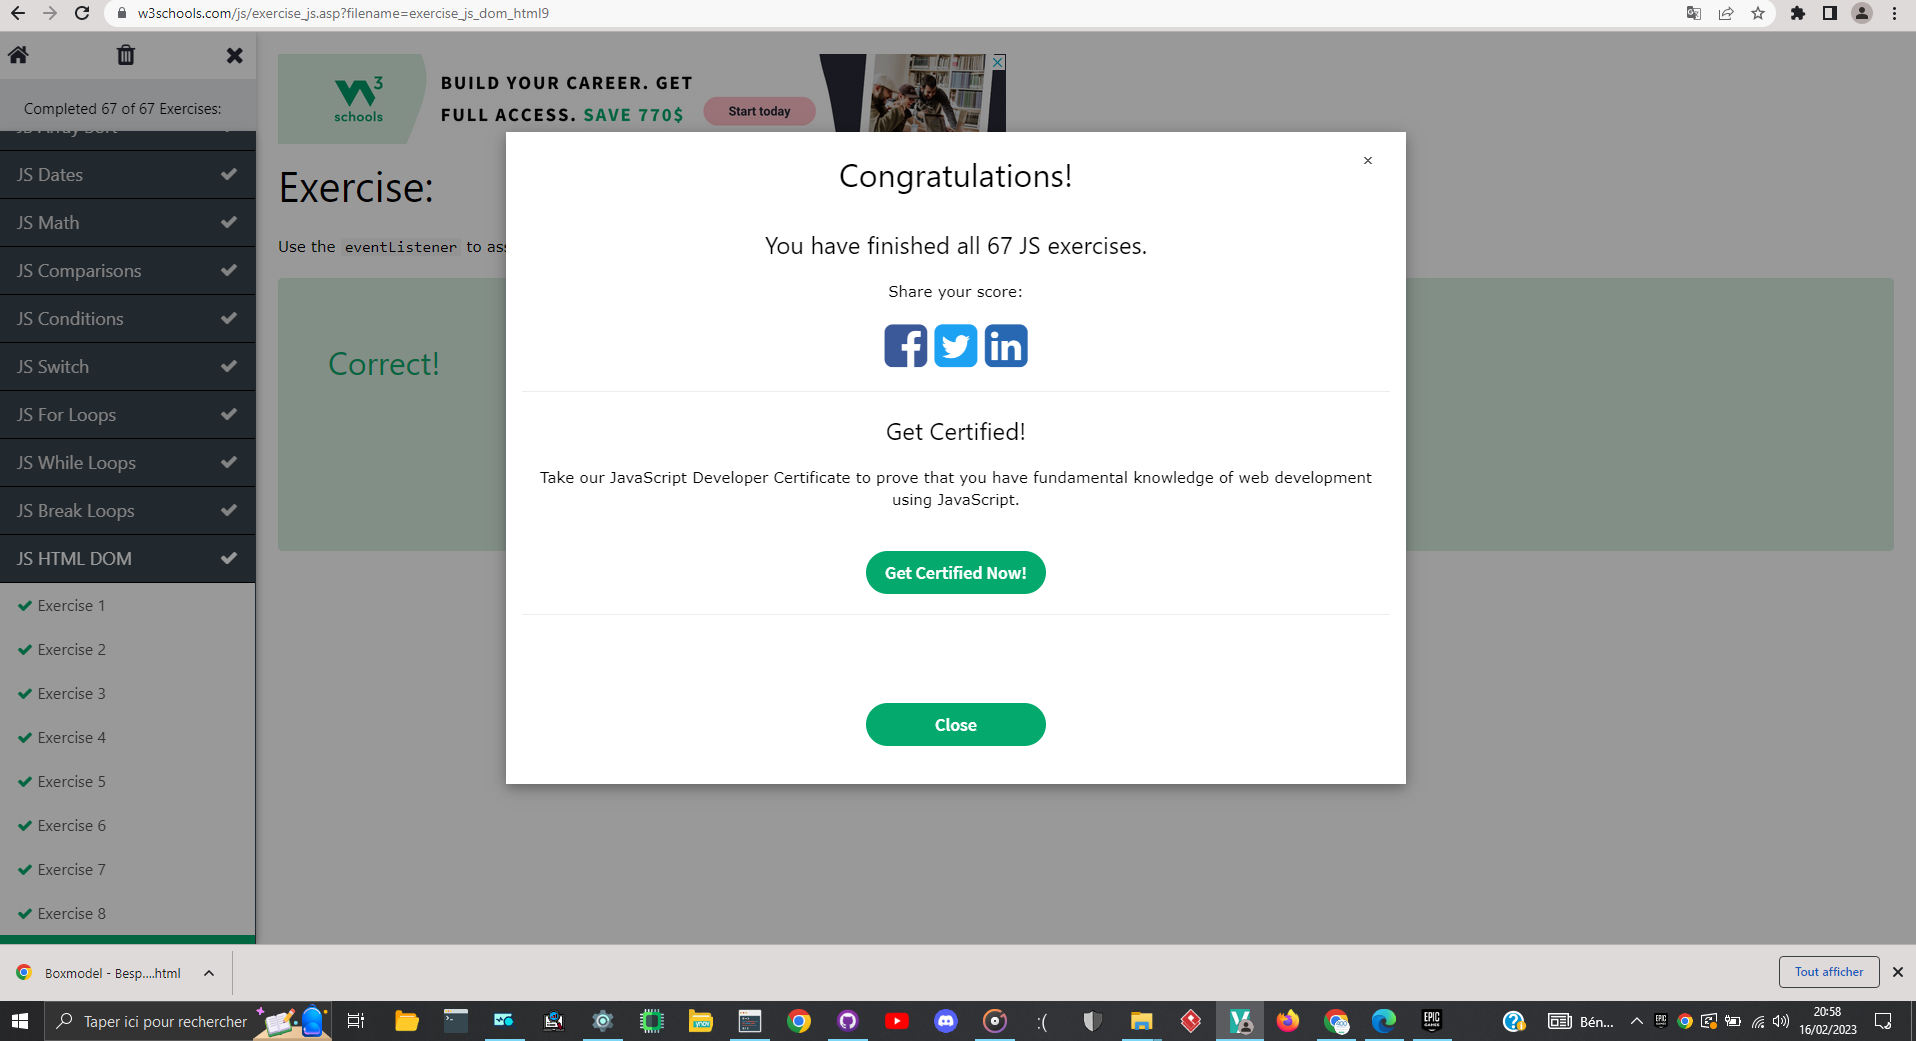 w3schools.com/js/exercise_js.asp?filename=exercise_js_dom_html9
Completed 67 of 67 Exercises:
JS Array Sort
JS Dates
JS Math
JS Comparisons
JS Conditions
JS Switch
JS For Loops
JS While Loops
JS Break Loops
JS HTML DOM
Exercise 1
Exercise 2
Exercise 3
Exercise 4
Exercise 5
Exercise 6
Exercise 7
Exercise 8
W3
schools
BUILD YOUR CAREER. GET
FULL ACCESS. SAVE 770$
Start today
Exercise:
Use the eventListener to
Correct!
×
Congratulations!
You have finished all 67 JS exercises.
Share your score:
Get Certified!
Take our JavaScript Developer Certificate to prove that you have fundamental knowledge of web development
using JavaScript.
Get Certified Now!
Close
Boxmodel - Besp....html
Tout afficher
Taper ici pour rechercher
Bén...
20:58
16/02/2023